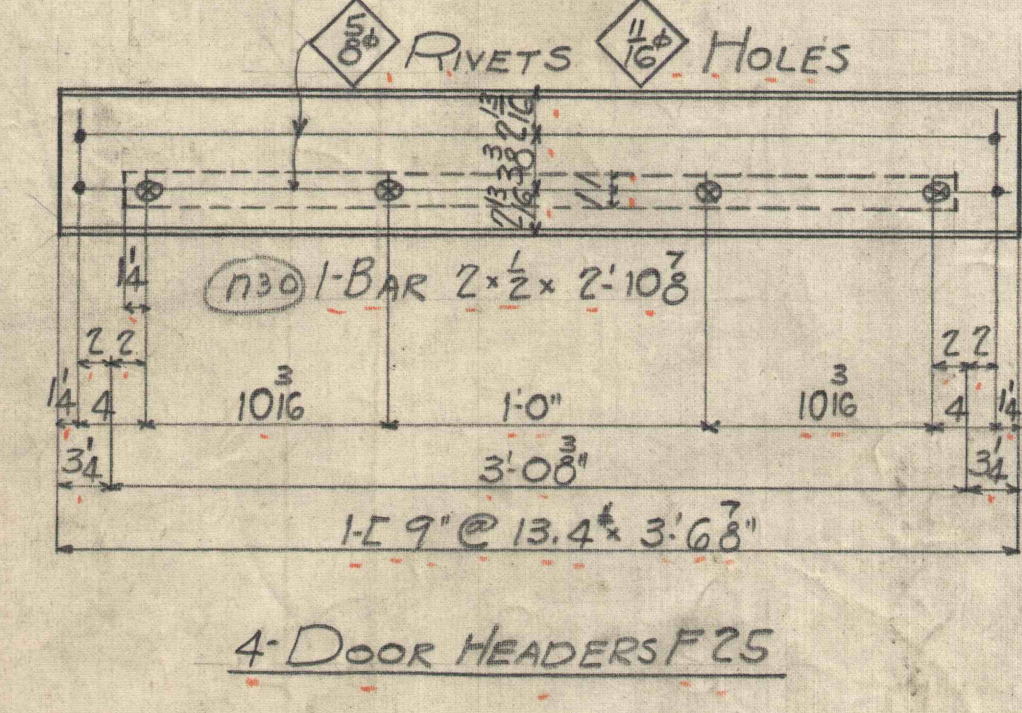 5/8"ϕ RIVETS 11/16"ϕ HOLES
2 13/16
3 3/8
2 13/16
1 1
n30 1-BAR 2 × 1/2 × 2'-10 7/8
1 1/4
2 2 2 2
1 1/4 4 10 3/16 1'-0" 10 3/16 4 1 1/4
3 1/4 3'-0 3/8" 3 1/4
1-[ 9" @ 13.4# × 3'-6 7/8"
4-DOOR HEADERS F25